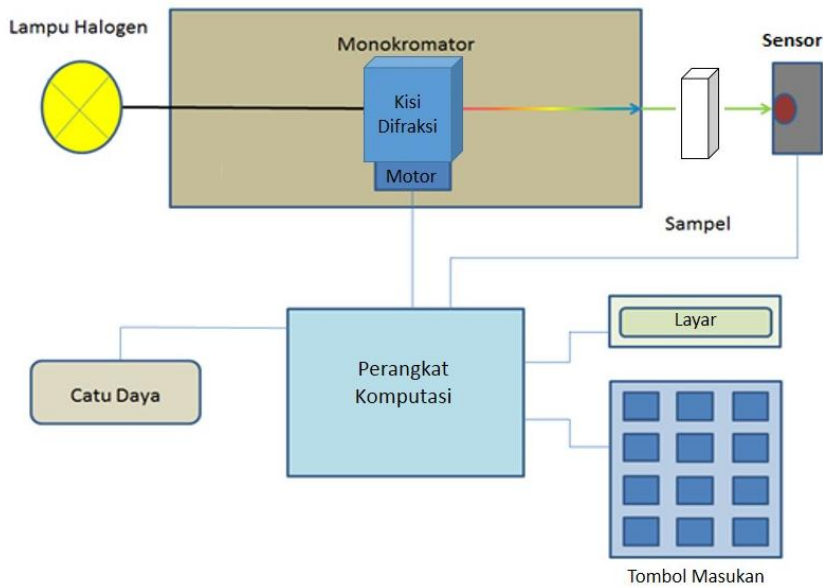 Lampu Halogen
Monokromator
Sensor
Kisi
Difraksi
Motor
Sampel
Layar
Perangkat
Komputasi
Catu Daya
Tombol Masukan